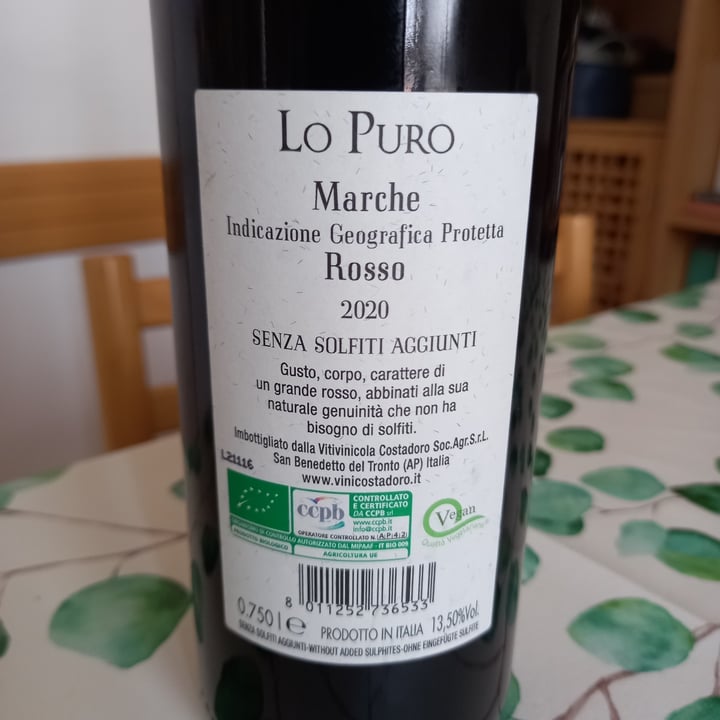 LO PURO
Marche
Indicazione Geografica Protetta
Rosso
2020
SENZA SOLFITI AGGIUNTI
Gusto, corpo, carattere di
un grande rosso, abbinati alla sua
naturale genuinità che non ha
bisogno di solfiti.
Imbottigliato dalla Vitivinicola Costadoro Soc.Agr.S.r.L.
L21116
San Benedetto del Tronto (AP) Italia
www.vinicostadoro.it
ccpb
CONTROLLATO
E CERTIFICATO
DA CCPB srl
www.ccpb.it
info@ccpb.it
OPERATORE CONTROLLATO N. A:P:4:2
ORGANISMO DI CONTROLLO AUTORIZZATO DAL MIPAAF - IT BIO 009
PRODOTTO BIOLOGICO
AGRICOLTURA UE
Vegan
8 011252 736533
0.750 l e PRODOTTO IN ITALIA 13,50%Vol.
SENZA SOLFITI AGGIUNTI-WITHOUT ADDED SULPHITES-OHNE EINGEFÜGTE SULFITE